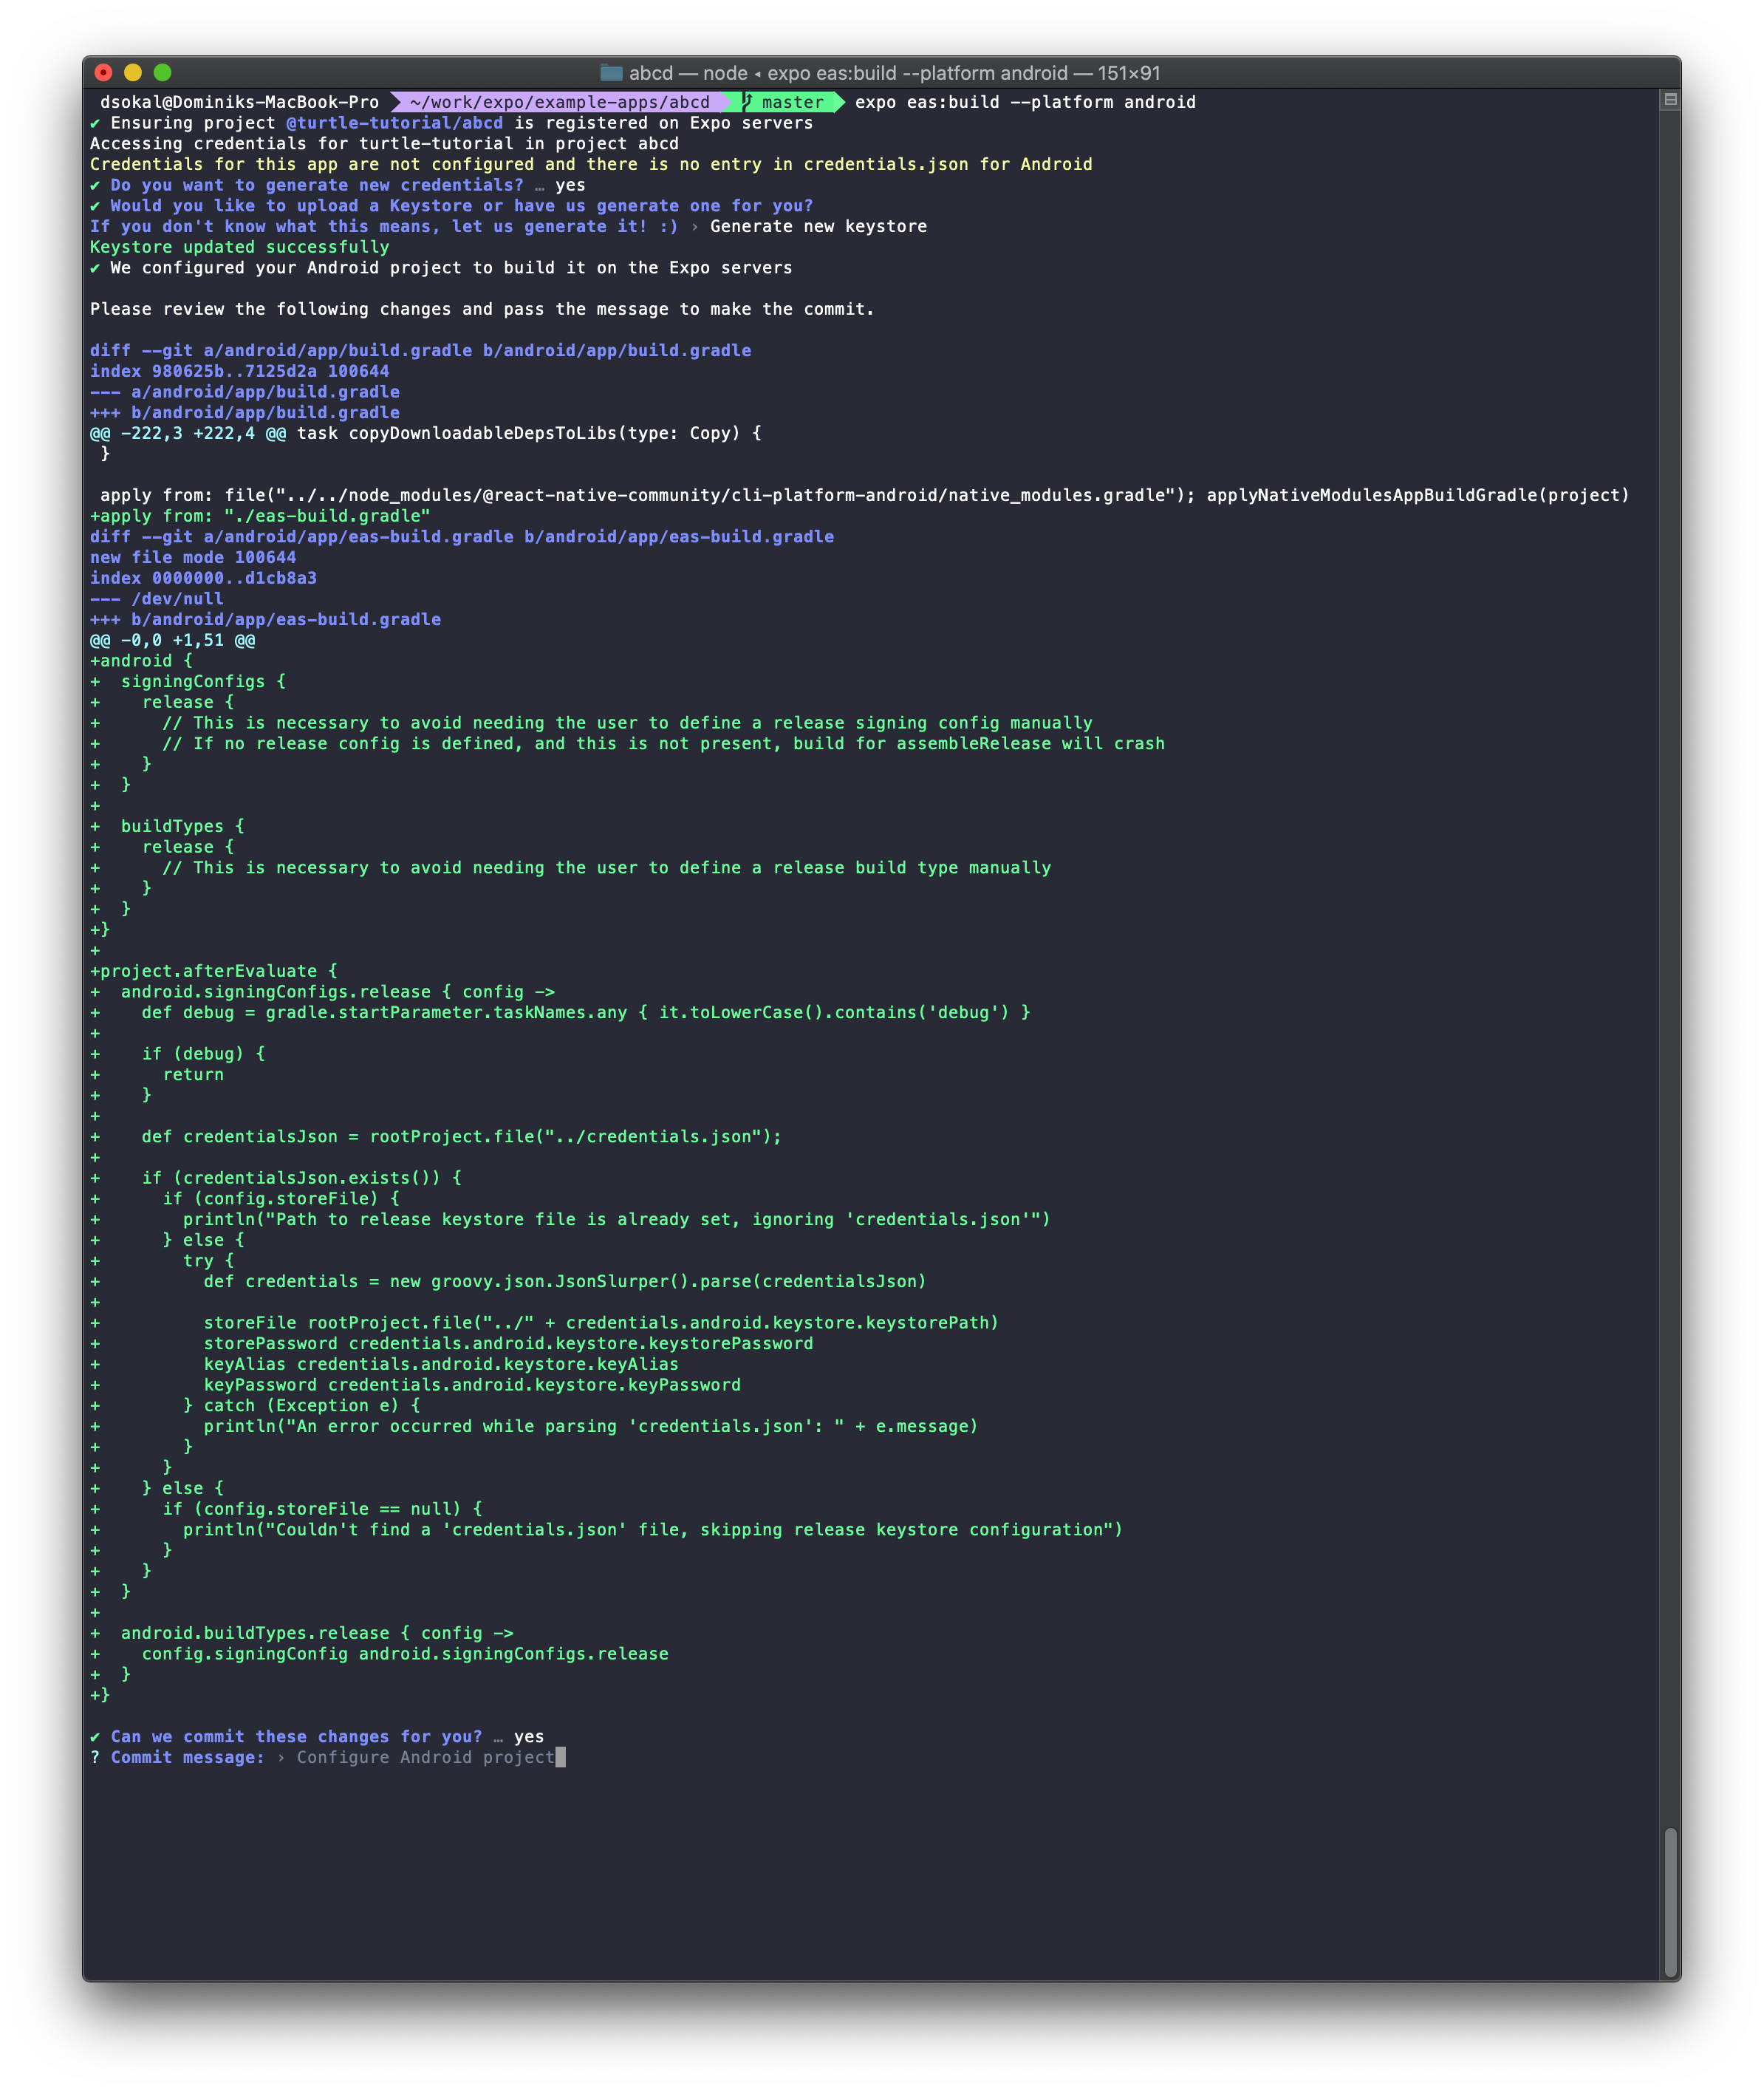 abcd — node ◂ expo eas:build --platform android — 151×91
dsokal@Dominiks-MacBook-Pro ~/work/expo/example-apps/abcd master expo eas:build --platform android
✔ Ensuring project @turtle-tutorial/abcd is registered on Expo servers
Accessing credentials for turtle-tutorial in project abcd
Credentials for this app are not configured and there is no entry in credentials.json for Android
✔ Do you want to generate new credentials? … yes
✔ Would you like to upload a Keystore or have us generate one for you?
If you don't know what this means, let us generate it! :) › Generate new keystore
Keystore updated successfully
✔ We configured your Android project to build it on the Expo servers

Please review the following changes and pass the message to make the commit.

diff --git a/android/app/build.gradle b/android/app/build.gradle
index 980625b..7125d2a 100644
--- a/android/app/build.gradle
+++ b/android/app/build.gradle
@@ -222,3 +222,4 @@ task copyDownloadableDepsToLibs(type: Copy) {
 }

 apply from: file("../../node_modules/@react-native-community/cli-platform-android/native_modules.gradle"); applyNativeModulesAppBuildGradle(project)
+apply from: "./eas-build.gradle"
diff --git a/android/app/eas-build.gradle b/android/app/eas-build.gradle
new file mode 100644
index 0000000..d1cb8a3
--- /dev/null
+++ b/android/app/eas-build.gradle
@@ -0,0 +1,51 @@
+android {
+  signingConfigs {
+    release {
+      // This is necessary to avoid needing the user to define a release signing config manually
+      // If no release config is defined, and this is not present, build for assembleRelease will crash
+    }
+  }
+
+  buildTypes {
+    release {
+      // This is necessary to avoid needing the user to define a release build type manually
+    }
+  }
+}
+
+project.afterEvaluate {
+  android.signingConfigs.release { config ->
+    def debug = gradle.startParameter.taskNames.any { it.toLowerCase().contains('debug') }
+
+    if (debug) {
+      return
+    }
+
+    def credentialsJson = rootProject.file("../credentials.json");
+
+    if (credentialsJson.exists()) {
+      if (config.storeFile) {
+        println("Path to release keystore file is already set, ignoring 'credentials.json'")
+      } else {
+        try {
+          def credentials = new groovy.json.JsonSlurper().parse(credentialsJson)
+
+          storeFile rootProject.file("../" + credentials.android.keystore.keystorePath)
+          storePassword credentials.android.keystore.keystorePassword
+          keyAlias credentials.android.keystore.keyAlias
+          keyPassword credentials.android.keystore.keyPassword
+        } catch (Exception e) {
+          println("An error occurred while parsing 'credentials.json': " + e.message)
+        }
+      }
+    } else {
+      if (config.storeFile == null) {
+        println("Couldn't find a 'credentials.json' file, skipping release keystore configuration")
+      }
+    }
+  }
+
+  android.buildTypes.release { config ->
+    config.signingConfig android.signingConfigs.release
+  }
+}

✔ Can we commit these changes for you? … yes
? Commit message: › Configure Android project